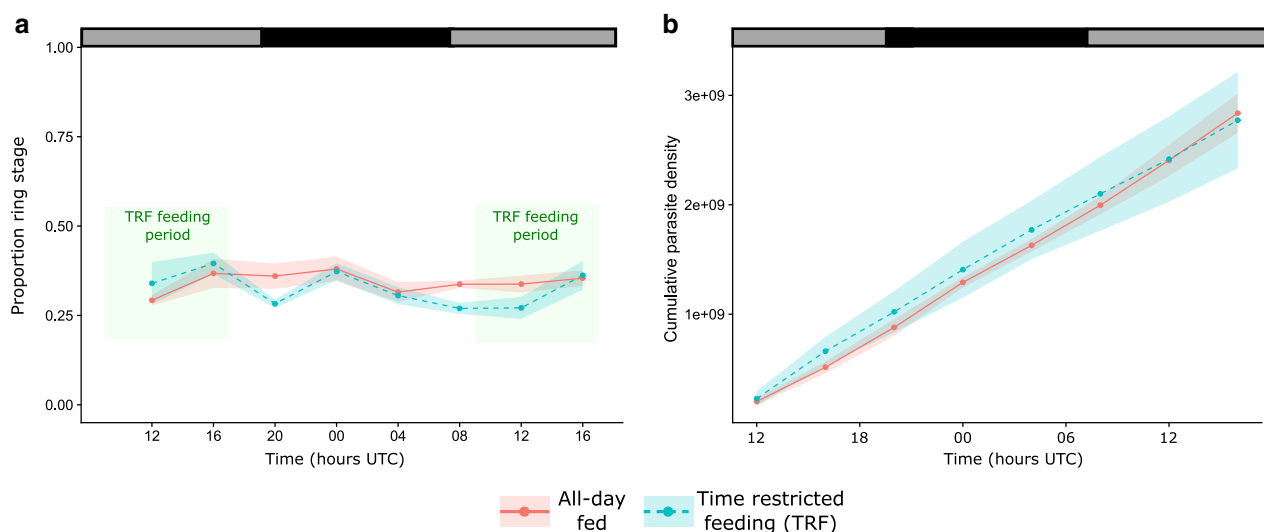 a
1.00
0.75
0.50
0.25
0.00
Proportion ring stage
TRF feeding
period
TRF feeding
period
12 16 20 00 04 08 12 16
Time (hours UTC)
b
3e+09
2e+09
1e+09
Cumulative parasite density
12 18 00 06 12
Time (hours UTC)
All-day
fed
Time restricted
feeding (TRF)